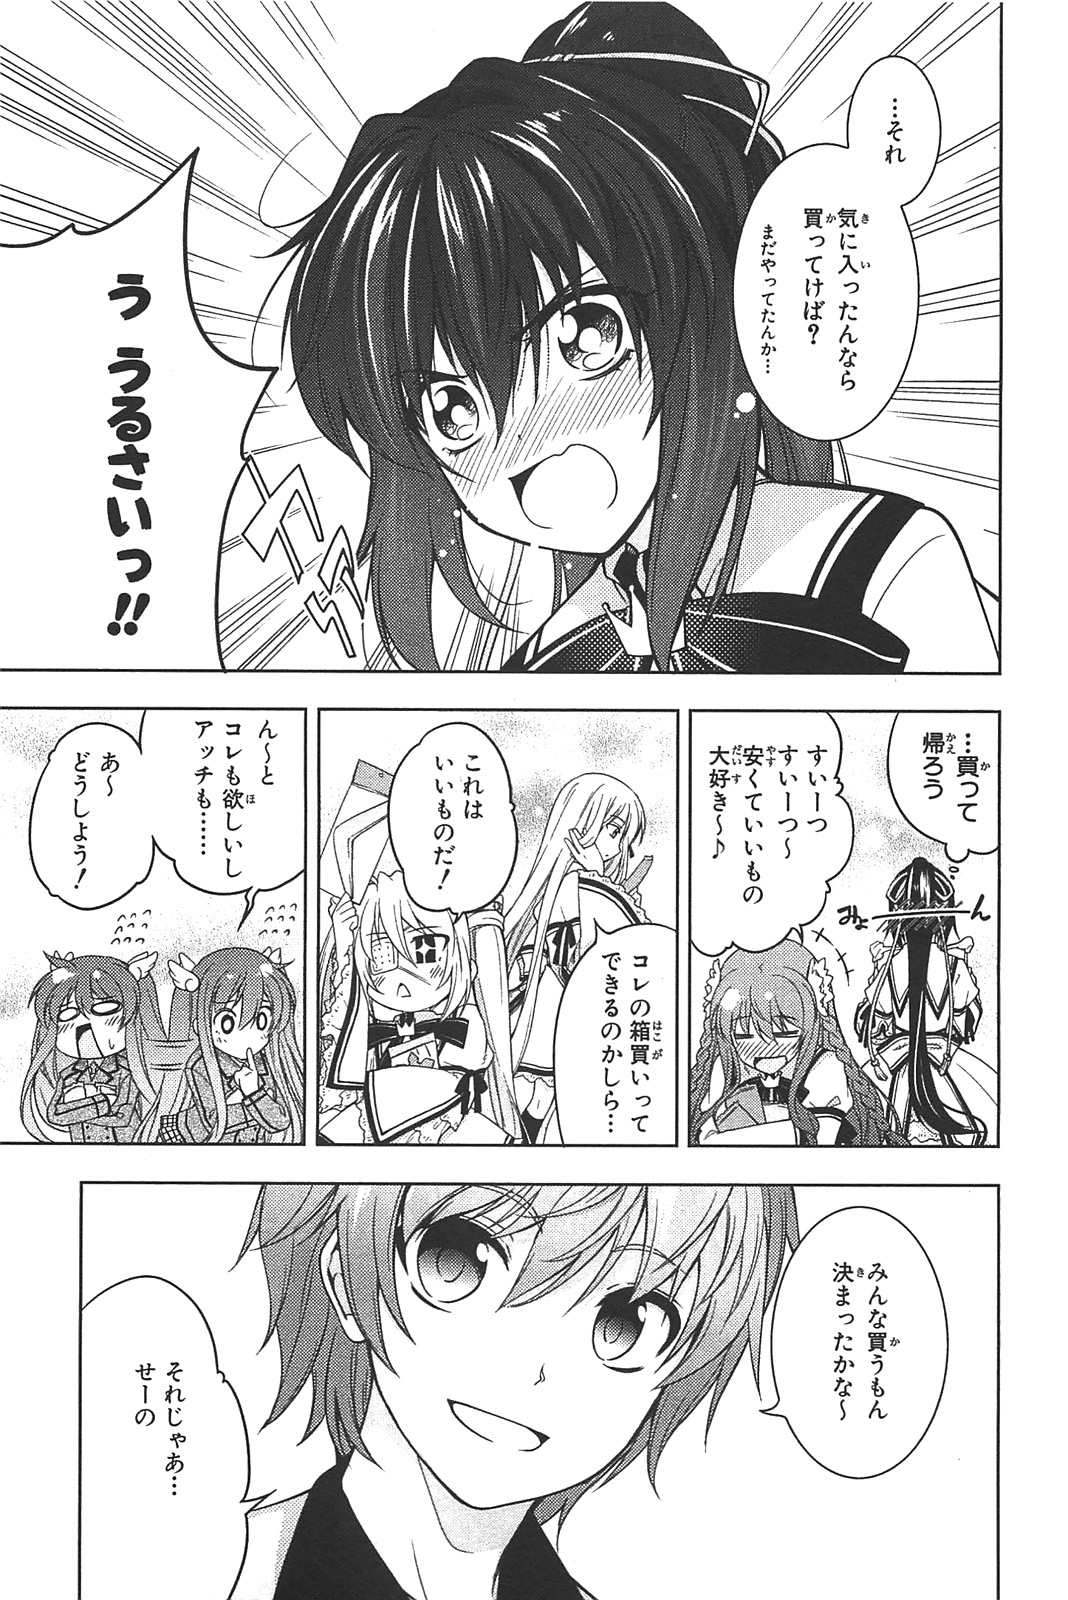 …それ
気に入ったんなら
買ってけば？
まだやってたんか…
う うるさいっ!!
…買って
帰ろう
みょーん
すぃーつ
すぃーつ～
安くていいもの
大好き～♪
コレの箱買いって
できるのかしら…
これは
いいものだ！
ん～と
コレも欲しいし
アッチも……
あ～
どうしよう！
みんな買うもん
決まったかな～
それじゃあ…
せーの